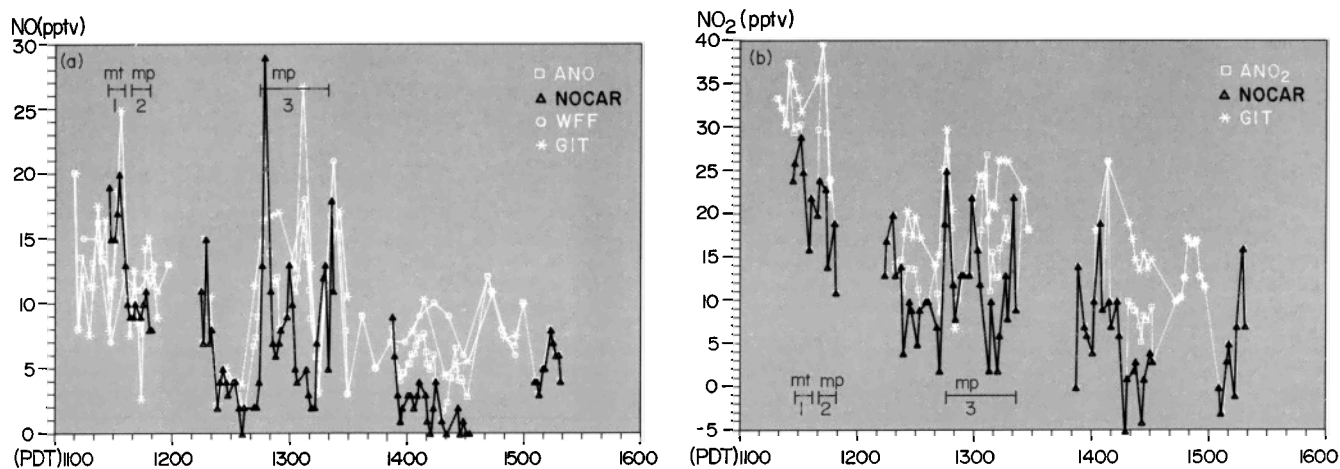 NO(pptv)
30
25
20
15
10
5
0
(a)
mt
mp
1
2
mp
3
ANO
NOCAR
WFF
GIT
(PDT)1100
1200
1300
1400
1500
1600
NO2 (pptv)
40
35
30
25
20
15
10
5
0
-5
(b)
ANO2
NOCAR
GIT
mt
mp
1
2
mp
3
(PDT)1100
1200
1300
1400
1500
1600